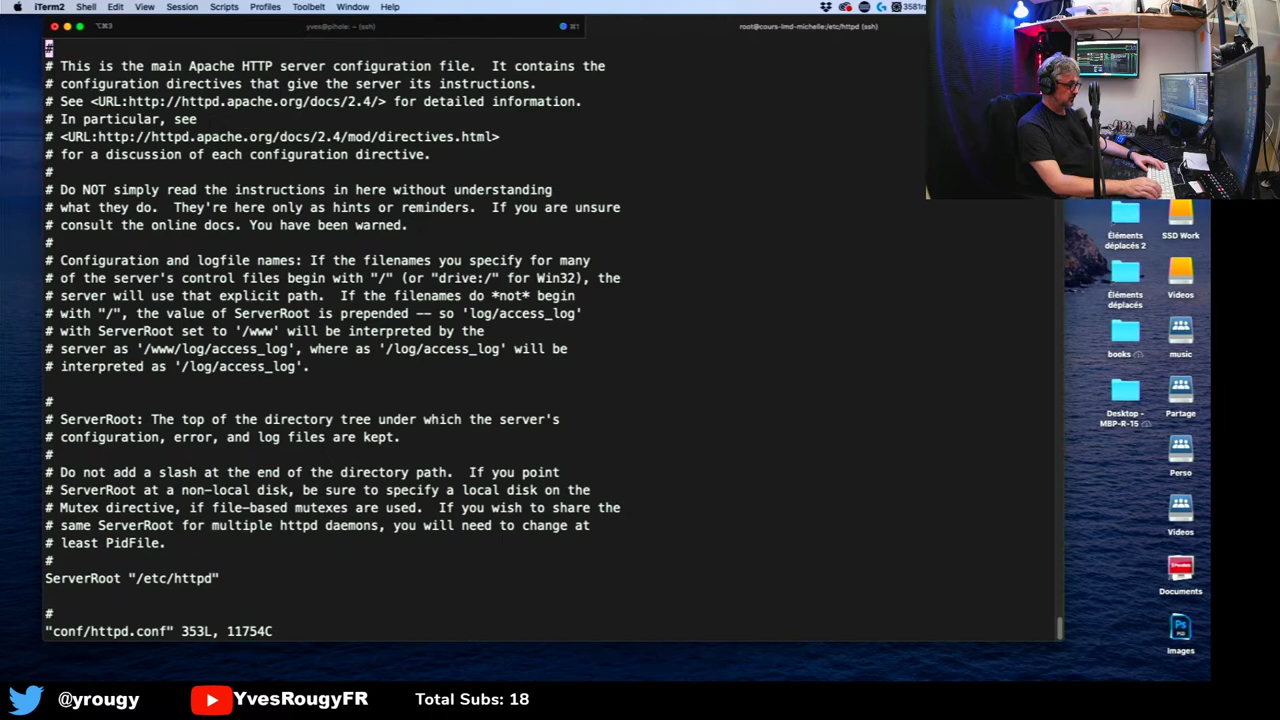 iTerm2 Shell Edit View Session Scripts Profiles Toolbelt Window Help
⌥⌘3 yves@pihole: ~ (ssh) ⌘1 root@cours-lmd-michelle:/etc/httpd (ssh)
#
# This is the main Apache HTTP server configuration file.  It contains the
# configuration directives that give the server its instructions.
# See <URL:http://httpd.apache.org/docs/2.4/> for detailed information.
# In particular, see
# <URL:http://httpd.apache.org/docs/2.4/mod/directives.html>
# for a discussion of each configuration directive.
#
# Do NOT simply read the instructions in here without understanding
# what they do.  They're here only as hints or reminders.  If you are unsure
# consult the online docs. You have been warned.
#
# Configuration and logfile names: If the filenames you specify for many
# of the server's control files begin with "/" (or "drive:/" for Win32), the
# server will use that explicit path.  If the filenames do *not* begin
# with "/", the value of ServerRoot is prepended -- so 'log/access_log'
# with ServerRoot set to '/www' will be interpreted by the
# server as '/www/log/access_log', where as '/log/access_log' will be
# interpreted as '/log/access_log'.
#
# ServerRoot: The top of the directory tree under which the server's
# configuration, error, and log files are kept.
#
# Do not add a slash at the end of the directory path.  If you point
# ServerRoot at a non-local disk, be sure to specify a local disk on the
# Mutex directive, if file-based mutexes are used.  If you wish to share the
# same ServerRoot for multiple httpd daemons, you will need to change at
# least PidFile.
#
ServerRoot "/etc/httpd"
#
"conf/httpd.conf" 353L, 11754C
Éléments
déplacés 2
SSD Work
Éléments
déplacés
Videos
books
music
Desktop -
MBP-R-15
Partage
Perso
Videos
Documents
Images
@yrougy YvesRougyFR Total Subs: 18